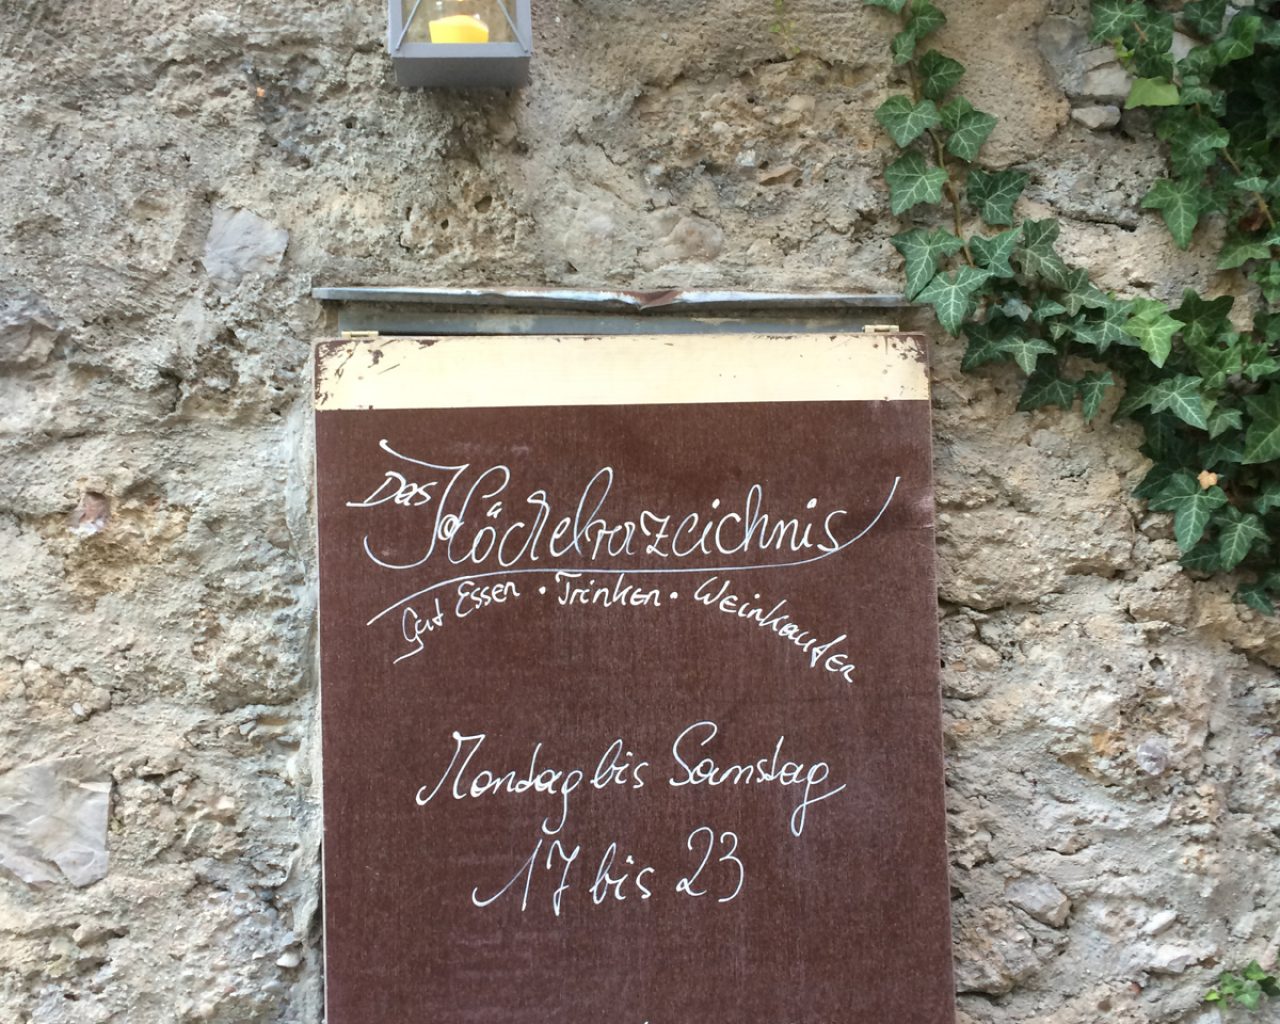 Das Köchelverzeichnis
Gut Essen • Trinken • Weinkaufen
Montag bis Samstag
17 bis 23